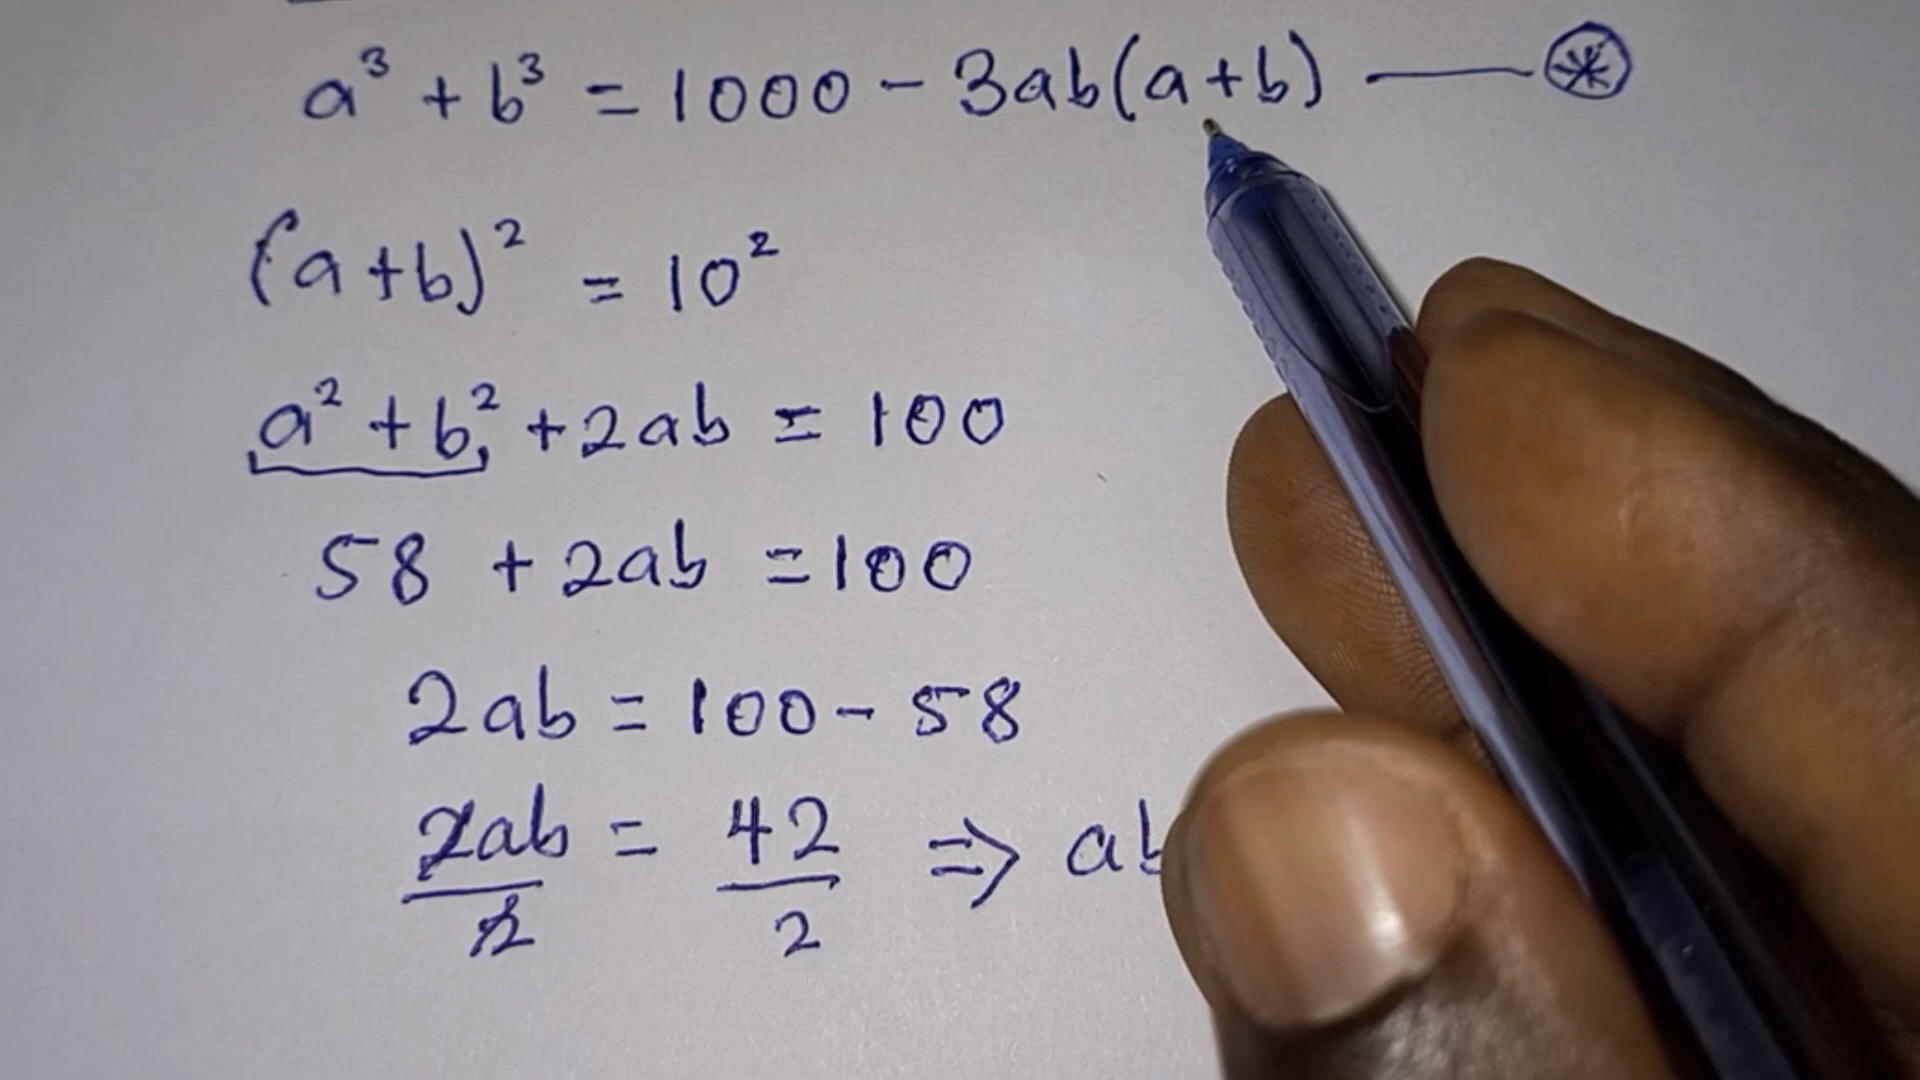 a³ + b³ = 1000 - 3ab(a+b) —— ⊛
(a+b)² = 10²
a² + b² + 2ab = 100
58 + 2ab = 100
2ab = 100 - 58
2ab/2 = 42/2 ⇒ ab